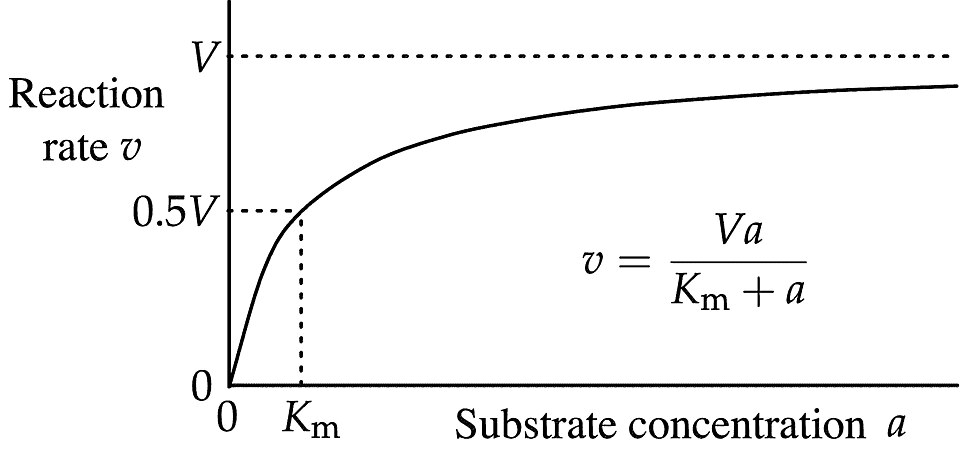 V
Reaction
rate v
0.5V
v = Va / (Kₘ + a)
0
0
Kₘ
Substrate concentration a